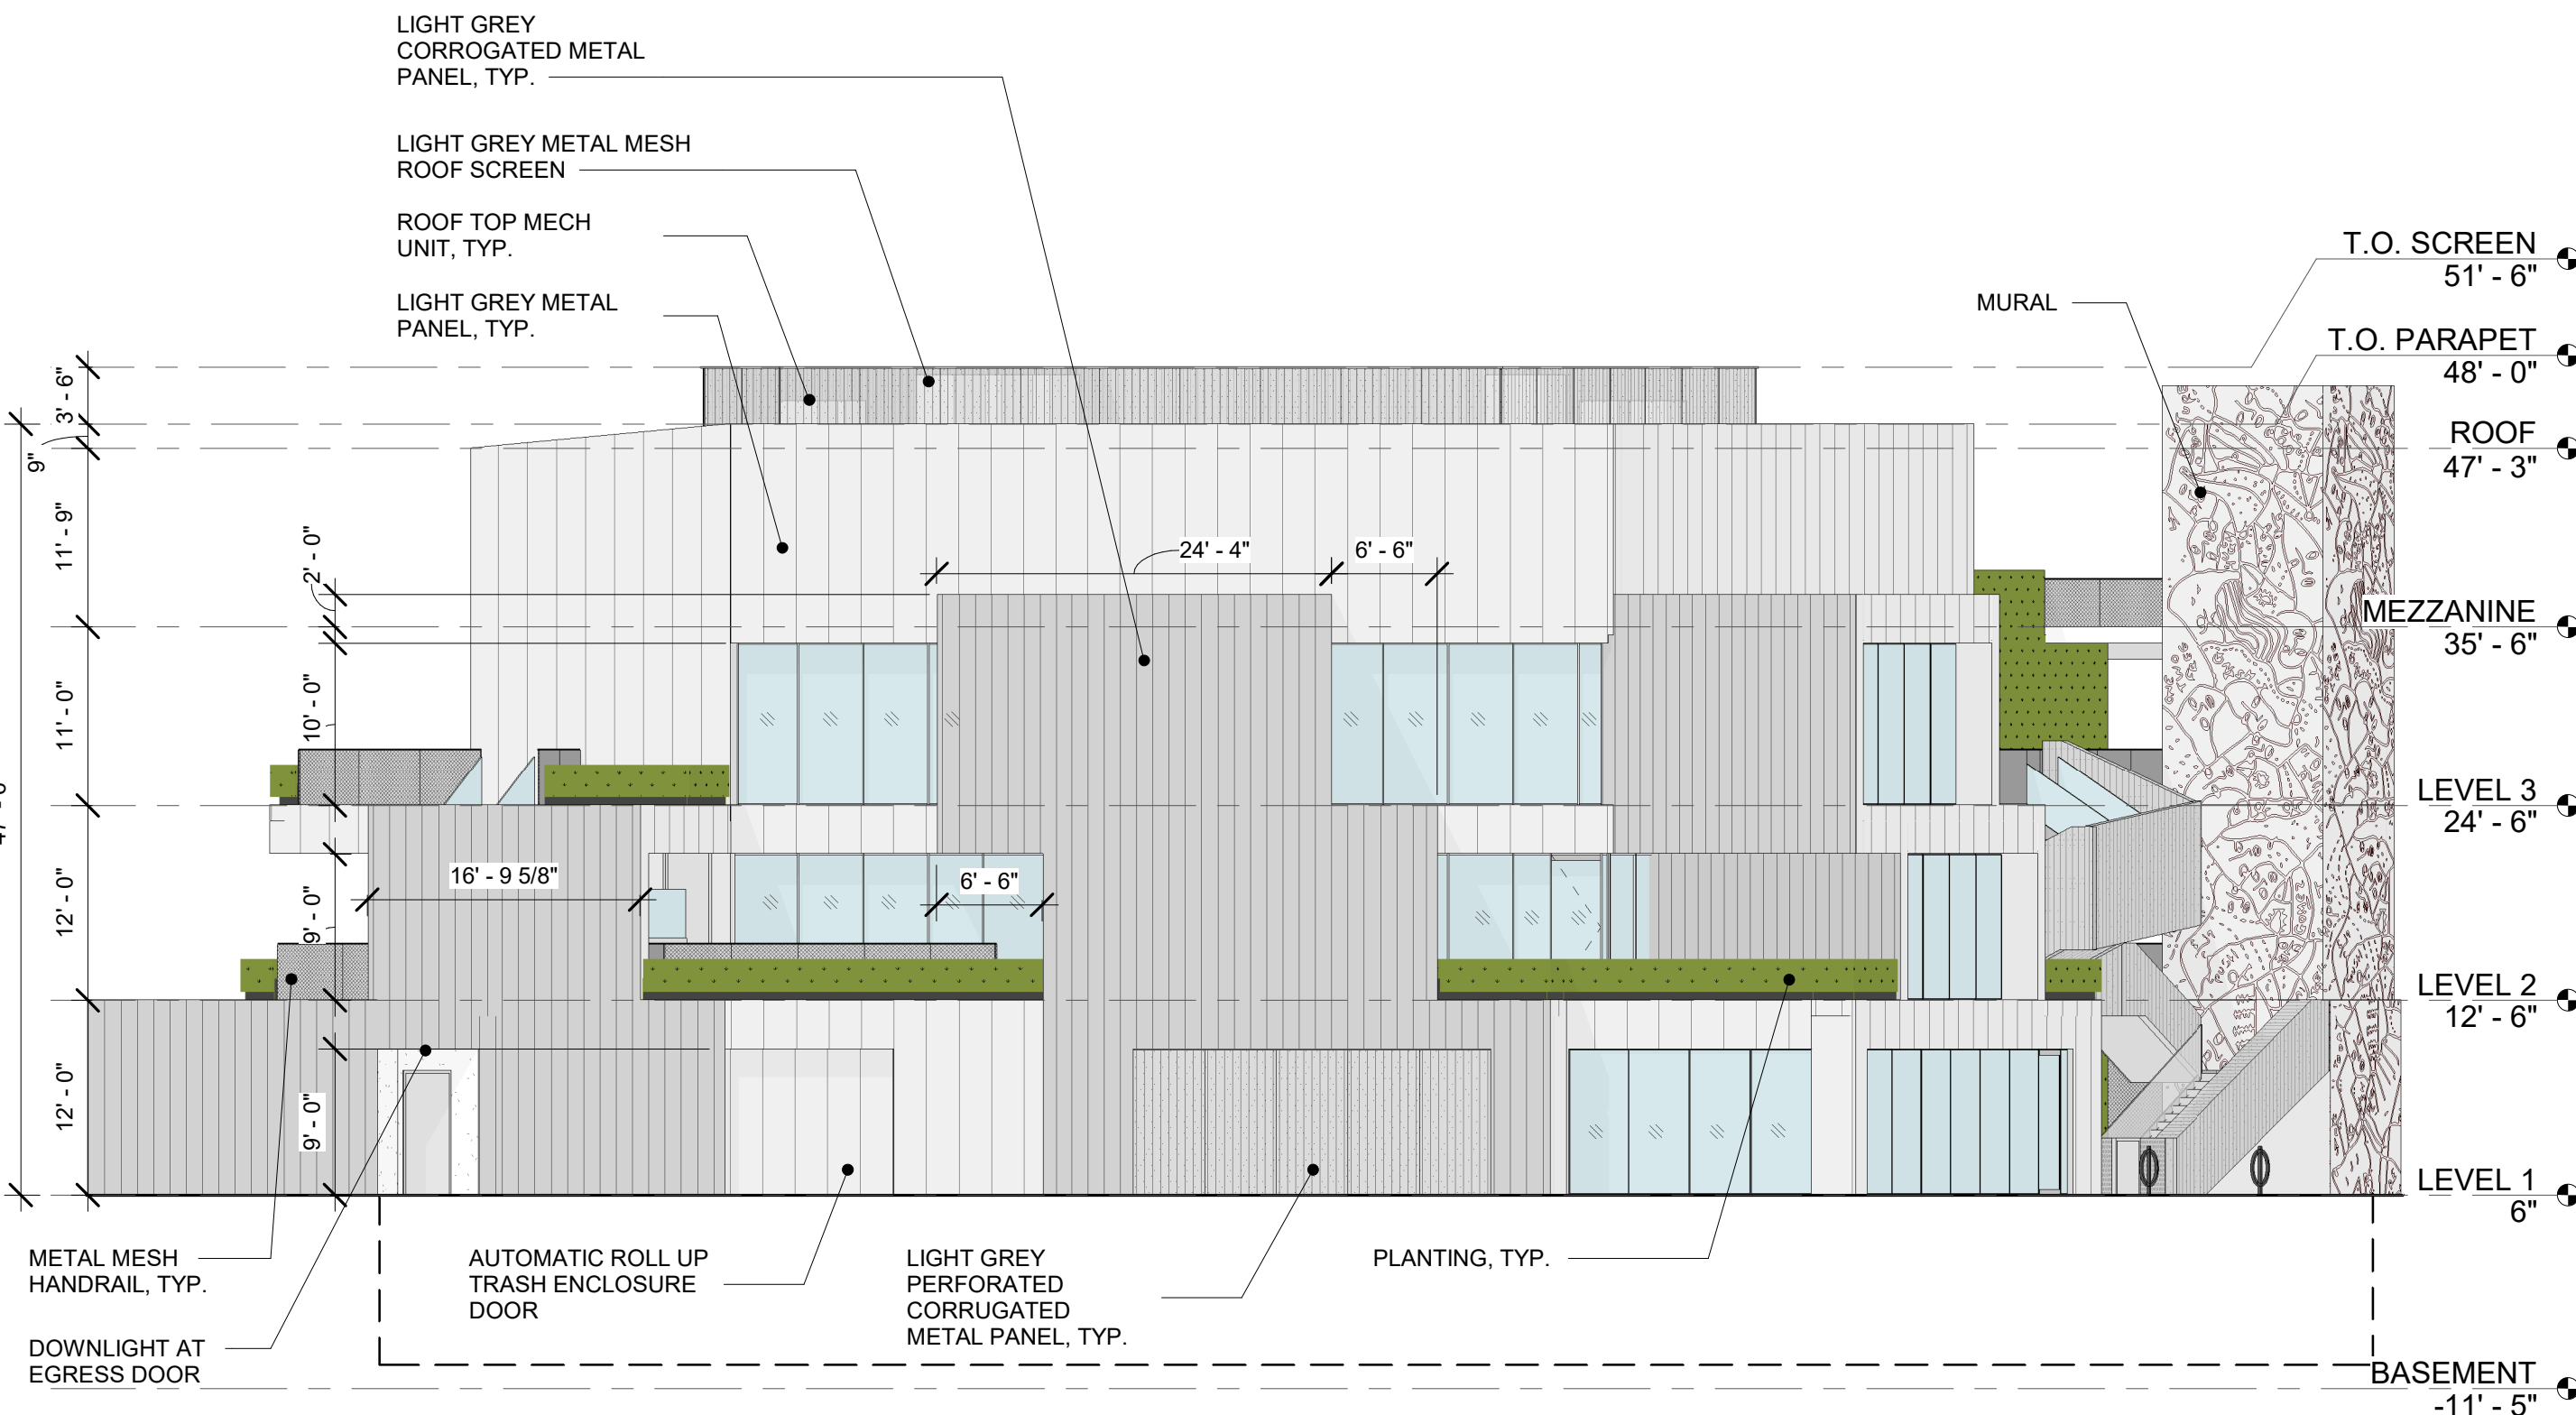 LIGHT GREY
CORROGATED METAL
PANEL, TYP.
LIGHT GREY METAL MESH
ROOF SCREEN
ROOF TOP MECH
UNIT, TYP.
LIGHT GREY METAL
PANEL, TYP.
MURAL
T.O. SCREEN
51' - 6"
T.O. PARAPET
48' - 0"
ROOF
47' - 3"
MEZZANINE
35' - 6"
LEVEL 3
24' - 6"
LEVEL 2
12' - 6"
LEVEL 1
6"
BASEMENT
-11' - 5"
3' - 6"
9"
11' - 9"
11' - 0"
12' - 0"
12' - 0"
2' - 0"
10' - 0"
9' - 0"
9' - 0"
24' - 4"
6' - 6"
16' - 9 5/8"
6' - 6"
METAL MESH
HANDRAIL, TYP.
DOWNLIGHT AT
EGRESS DOOR
AUTOMATIC ROLL UP
TRASH ENCLOSURE
DOOR
LIGHT GREY
PERFORATED
CORRUGATED
METAL PANEL, TYP.
PLANTING, TYP.